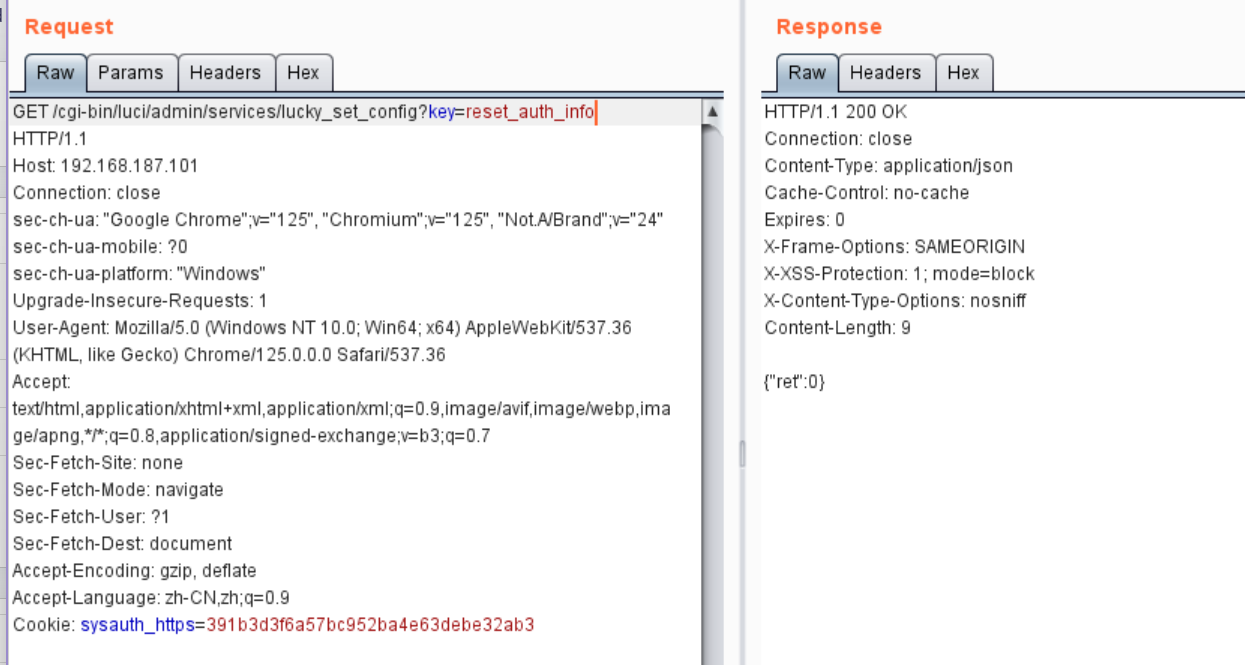 Request
Raw Params Headers Hex
GET /cgi-bin/luci/admin/services/lucky_set_config?key=reset_auth_info
HTTP/1.1
Host: 192.168.187.101
Connection: close
sec-ch-ua: "Google Chrome";v="125", "Chromium";v="125", "Not.A/Brand";v="24"
sec-ch-ua-mobile: ?0
sec-ch-ua-platform: "Windows"
Upgrade-Insecure-Requests: 1
User-Agent: Mozilla/5.0 (Windows NT 10.0; Win64; x64) AppleWebKit/537.36
(KHTML, like Gecko) Chrome/125.0.0.0 Safari/537.36
Accept:
text/html,application/xhtml+xml,application/xml;q=0.9,image/avif,image/webp,ima
ge/apng,*/*;q=0.8,application/signed-exchange;v=b3;q=0.7
Sec-Fetch-Site: none
Sec-Fetch-Mode: navigate
Sec-Fetch-User: ?1
Sec-Fetch-Dest: document
Accept-Encoding: gzip, deflate
Accept-Language: zh-CN,zh;q=0.9
Cookie: sysauth_https=391b3d3f6a57bc952ba4e63debe32ab3
Response
Raw Headers Hex
HTTP/1.1 200 OK
Connection: close
Content-Type: application/json
Cache-Control: no-cache
Expires: 0
X-Frame-Options: SAMEORIGIN
X-XSS-Protection: 1; mode=block
X-Content-Type-Options: nosniff
Content-Length: 9
{"ret":0}